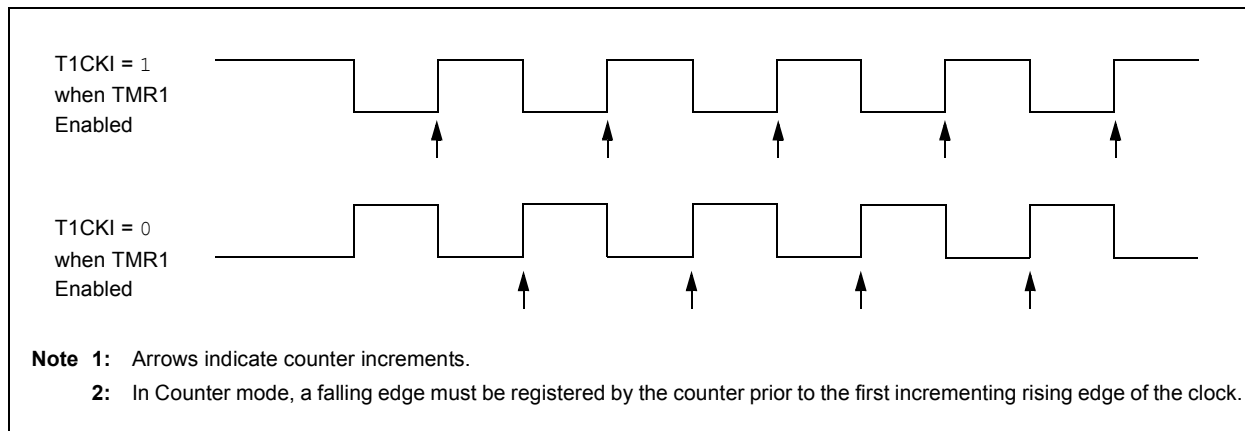 T1CKI = 1
when TMR1
Enabled
T1CKI = 0
when TMR1
Enabled
Note 1: Arrows indicate counter increments.
2: In Counter mode, a falling edge must be registered by the counter prior to the first incrementing rising edge of the clock.